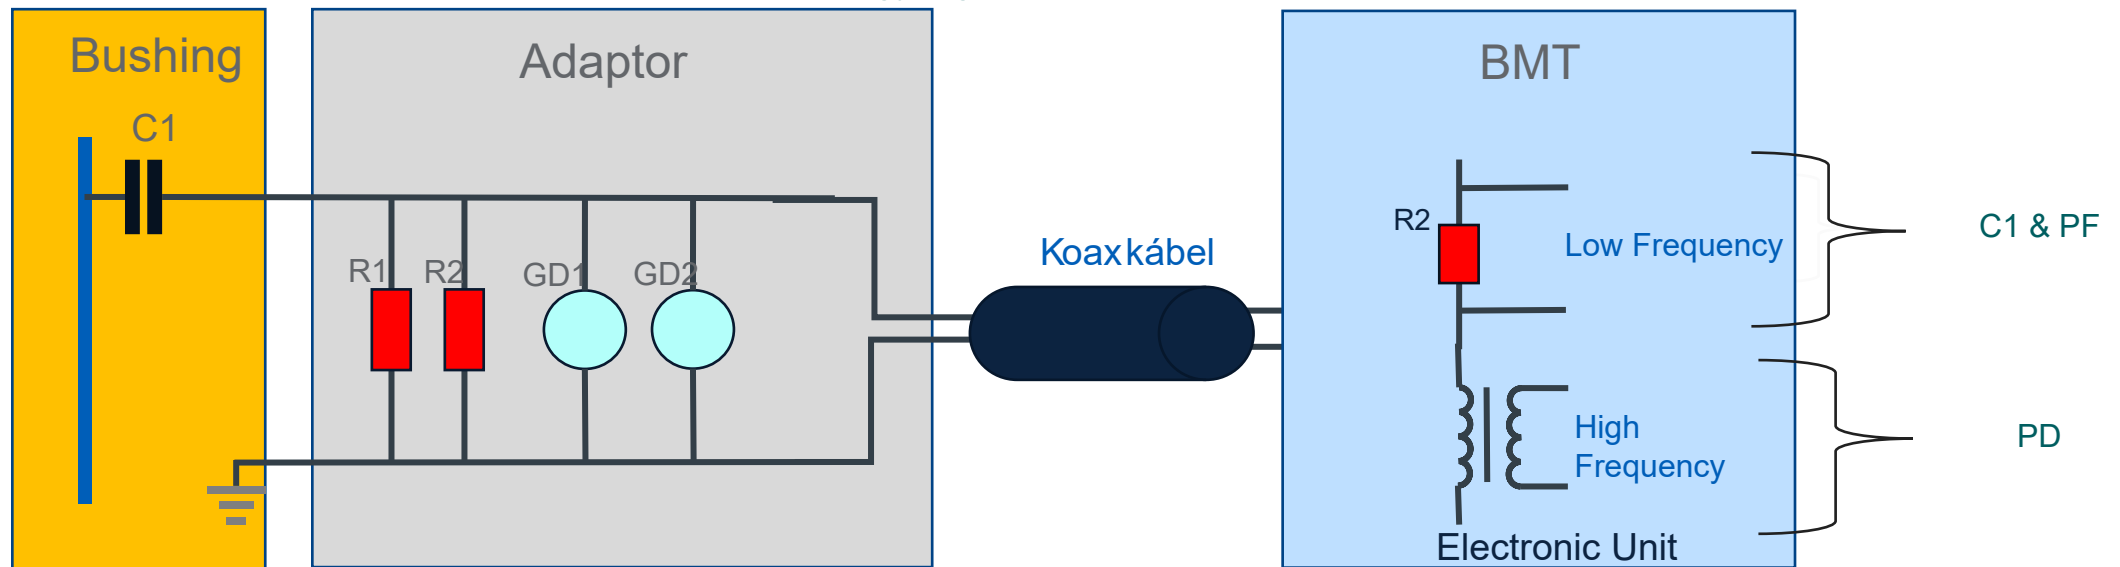 Bushing
Adaptor
BMT
C1
R1
R2
GD1
GD2
Koaxkábel
R2
Low Frequency
C1 & PF
High
Frequency
PD
Electronic Unit